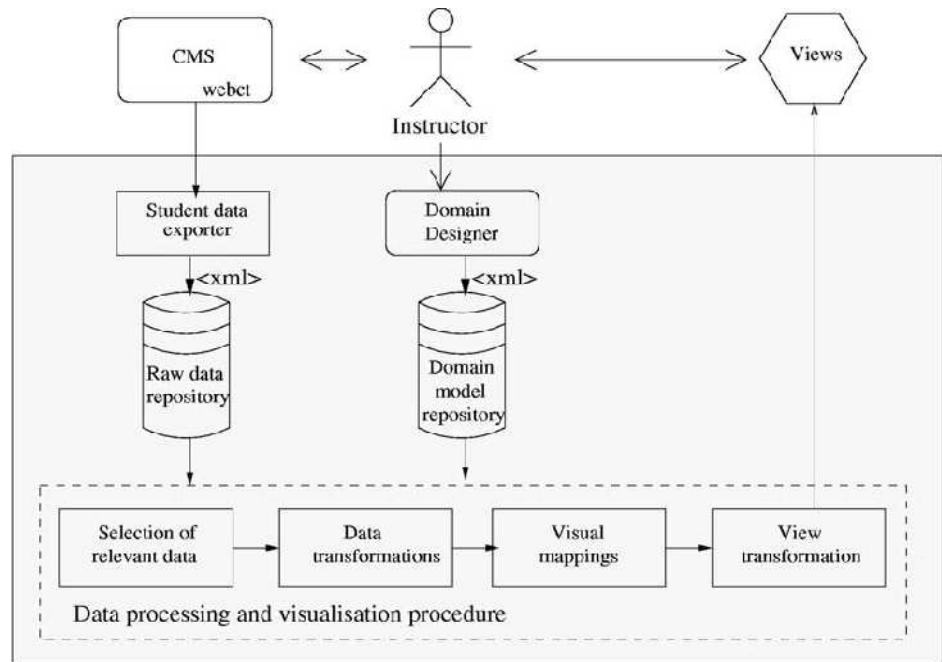 CMS
webct
Instructor
Views
Student data
exporter
Domain
Designer
<xml>
<xml>
Raw data
repository
Domain
model
repository
Selection of
relevant data
Data
transformations
Visual
mappings
View
transformation
Data processing and visualisation procedure